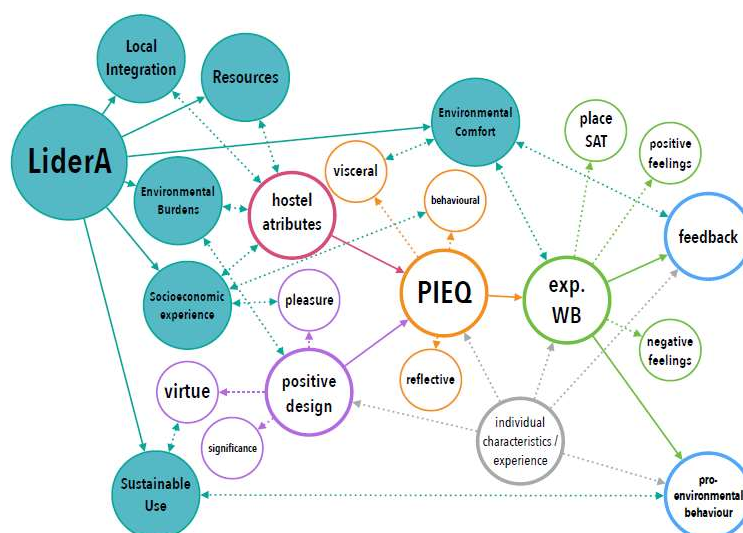 Local
Integration
Resources
LiderA
Environmental
Comfort
place
SAT
positive
feelings
visceral
Environmental
Burdens
hostel
atributes
behavioural
feedback
Socioeconomic
experience
pleasure
PIEQ
exp.
WB
negative
feelings
virtue
positive
design
reflective
significance
individual
characteristics /
experience
Sustainable
Use
pro-
environmental
behaviour